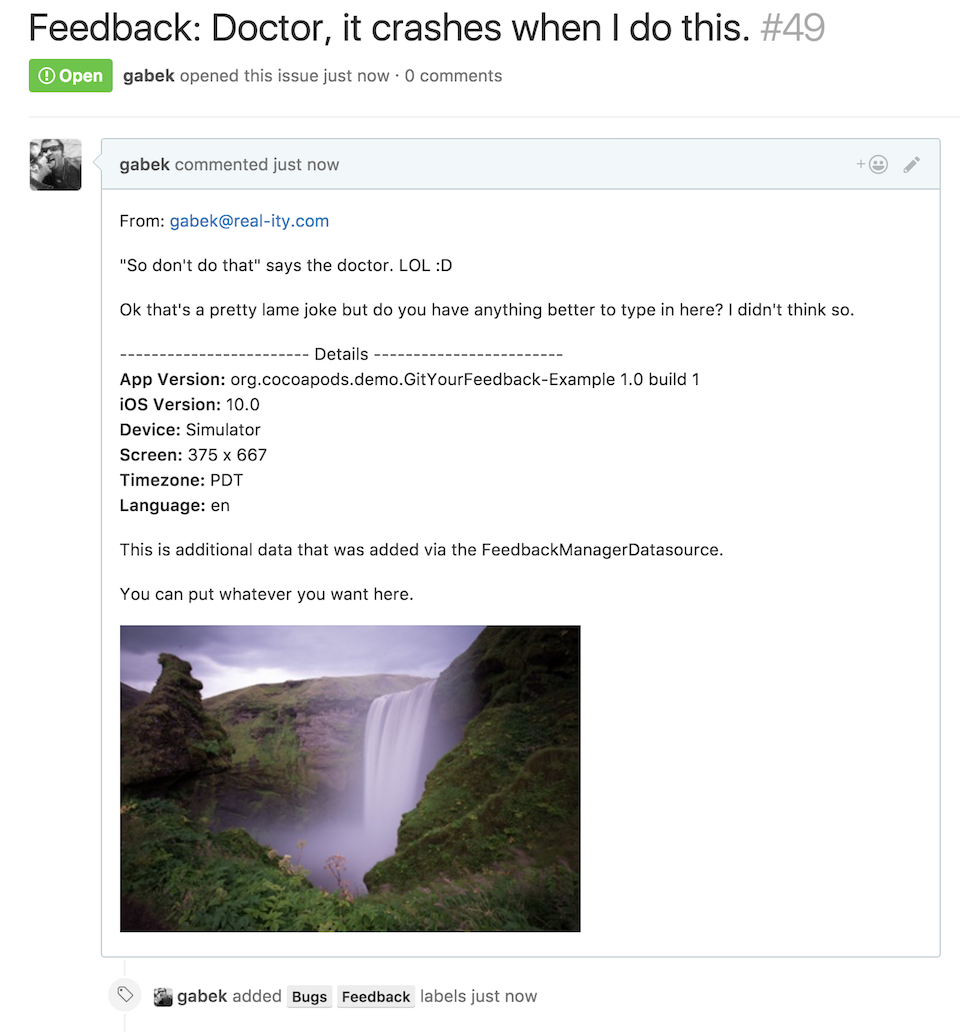 Feedback: Doctor, it crashes when I do this. #49
Open gabek opened this issue just now · 0 comments
gabek commented just now
From: gabek@real-ity.com
"So don't do that" says the doctor. LOL :D
Ok that's a pretty lame joke but do you have anything better to type in here? I didn't think so.
------------------------ Details ------------------------
App Version: org.cocoapods.demo.GitYourFeedback-Example 1.0 build 1
iOS Version: 10.0
Device: Simulator
Screen: 375 x 667
Timezone: PDT
Language: en
This is additional data that was added via the FeedbackManagerDatasource.
You can put whatever you want here.
gabek added Bugs Feedback labels just now